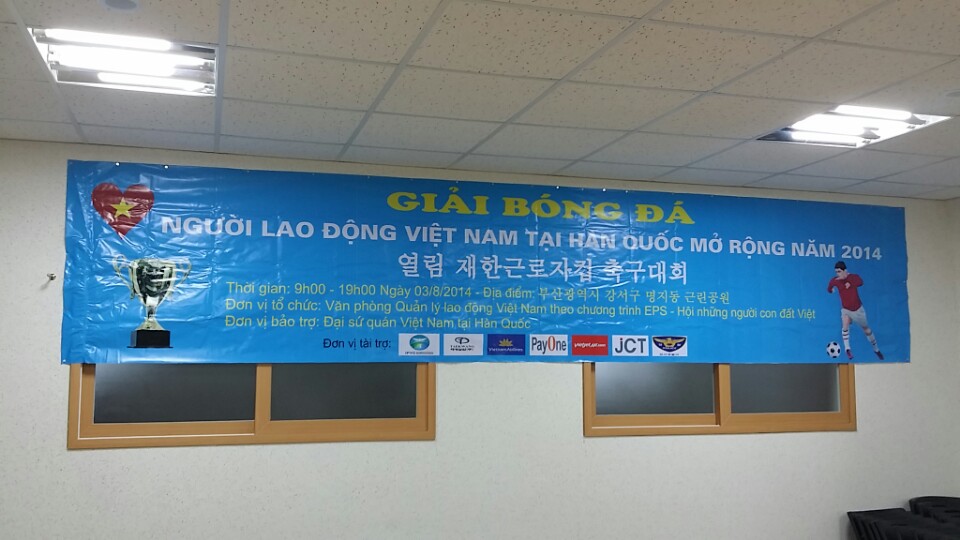 GIẢI BÓNG ĐÁ
NGƯỜI LAO ĐỘNG VIỆT NAM TẠI HÀN QUỐC MỞ RỘNG NĂM 2014
열림 재한근로자컵 축구대회
Thời gian: 9h00 - 19h00 Ngày 03/8/2014 - Địa điểm: 부산광역시 강서구 명지동 근린공원
Đơn vị tổ chức: Văn phòng Quản lý lao động Việt Nam theo chương trình EPS - Hội những người con đất Việt
Đơn vị bảo trợ: Đại sứ quán Việt Nam tại Hàn Quốc
Đơn vị tài trợ: Vietnam Airlines PayOne vietjetair.com JCT